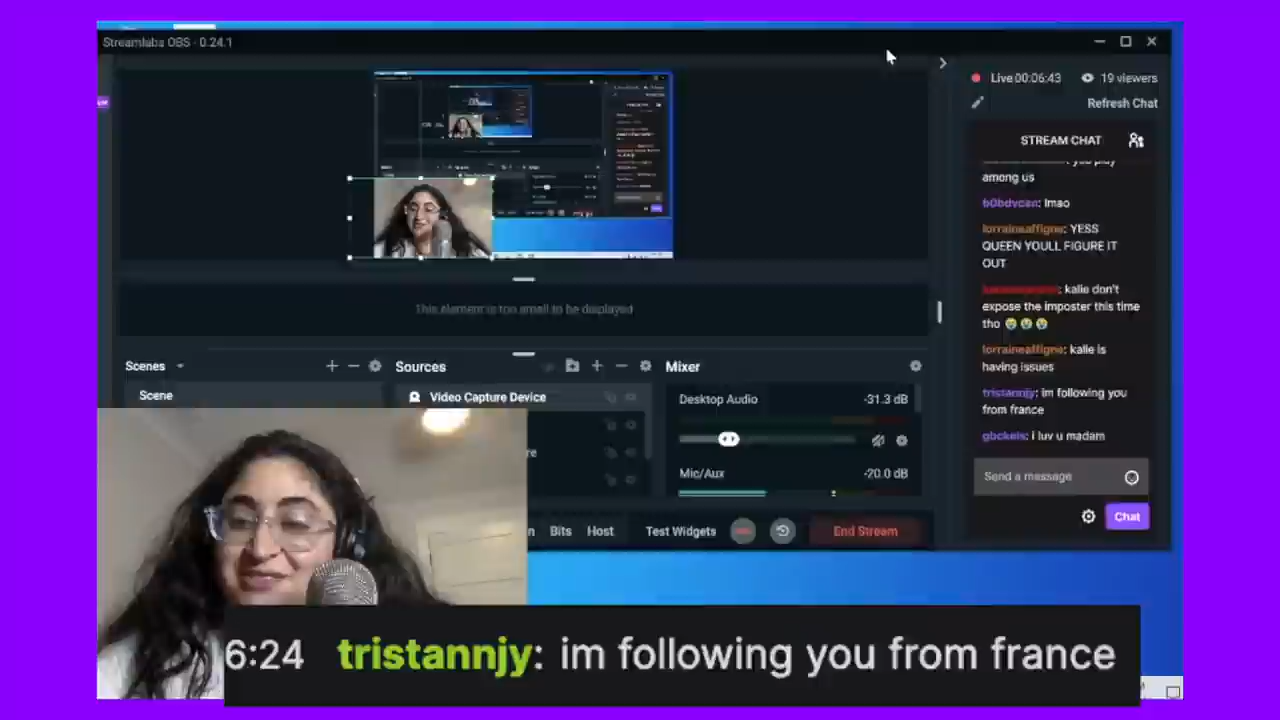 Streamlabs OBS - 0.24.1
Live 00:06:43
19 viewers
Refresh Chat
STREAM CHAT
among us
b0bdycan: lmao
lorraineaffigne: YESS
QUEEN YOULL FIGURE IT
OUT
: kalie don't
expose the imposter this time
tho 😭 😭 😭
lorraineaffigne: kalie is
having issues
tristannjy: im following you
from france
gbckels: i luv u madam
Send a message
Chat
This element is too small to be displayed
Scenes
Scene
Sources
Video Capture Device
Mixer
Desktop Audio
-31.3 dB
Mic/Aux
-20.0 dB
Bits
Host
Test Widgets
End Stream
6:24 tristannjy: im following you from france